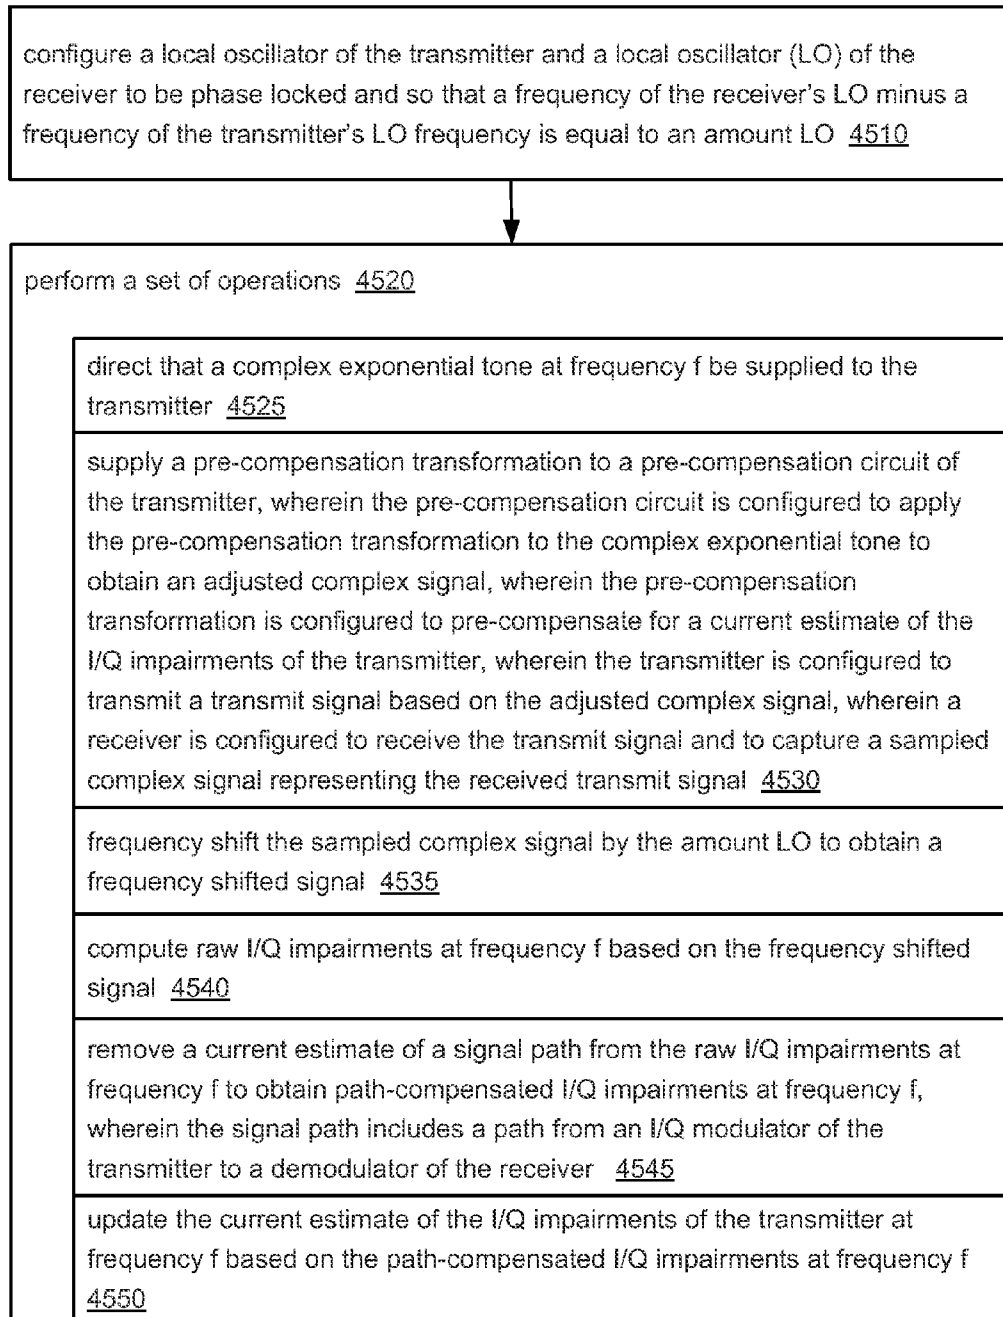 configure a local oscillator of the transmitter and a local oscillator (LO) of the
receiver to be phase locked and so that a frequency of the receiver's LO minus a
frequency of the transmitter's LO frequency is equal to an amount LO 4510
perform a set of operations 4520
direct that a complex exponential tone at frequency f be supplied to the
transmitter 4525
supply a pre-compensation transformation to a pre-compensation circuit of
the transmitter, wherein the pre-compensation circuit is configured to apply
the pre-compensation transformation to the complex exponential tone to
obtain an adjusted complex signal, wherein the pre-compensation
transformation is configured to pre-compensate for a current estimate of the
I/Q impairments of the transmitter, wherein the transmitter is configured to
transmit a transmit signal based on the adjusted complex signal, wherein a
receiver is configured to receive the transmit signal and to capture a sampled
complex signal representing the received transmit signal 4530
frequency shift the sampled complex signal by the amount LO to obtain a
frequency shifted signal 4535
compute raw I/Q impairments at frequency f based on the frequency shifted
signal 4540
remove a current estimate of a signal path from the raw I/Q impairments at
frequency f to obtain path-compensated I/Q impairments at frequency f,
wherein the signal path includes a path from an I/Q modulator of the
transmitter to a demodulator of the receiver 4545
update the current estimate of the I/Q impairments of the transmitter at
frequency f based on the path-compensated I/Q impairments at frequency f
4550